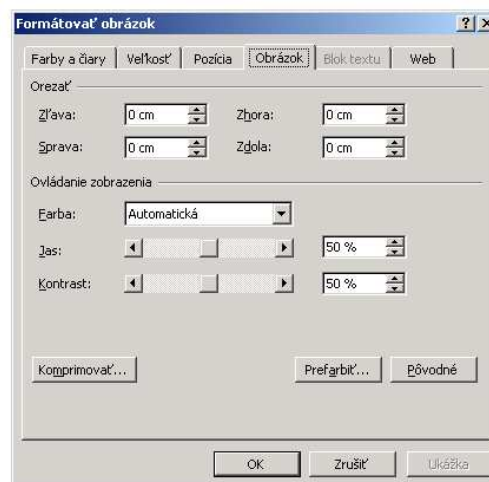 Formátovať obrázok
Farby a čiary Veľkosť Pozícia Obrázok Blok textu Web
Orezať
Zľava: 0 cm Zhora: 0 cm
Sprava: 0 cm Zdola: 0 cm
Ovládanie zobrazenia
Farba: Automatická
Jas: 50 %
Kontrast: 50 %
Komprimovať... Prefarbiť... Pôvodné
OK Zrušiť Ukážka